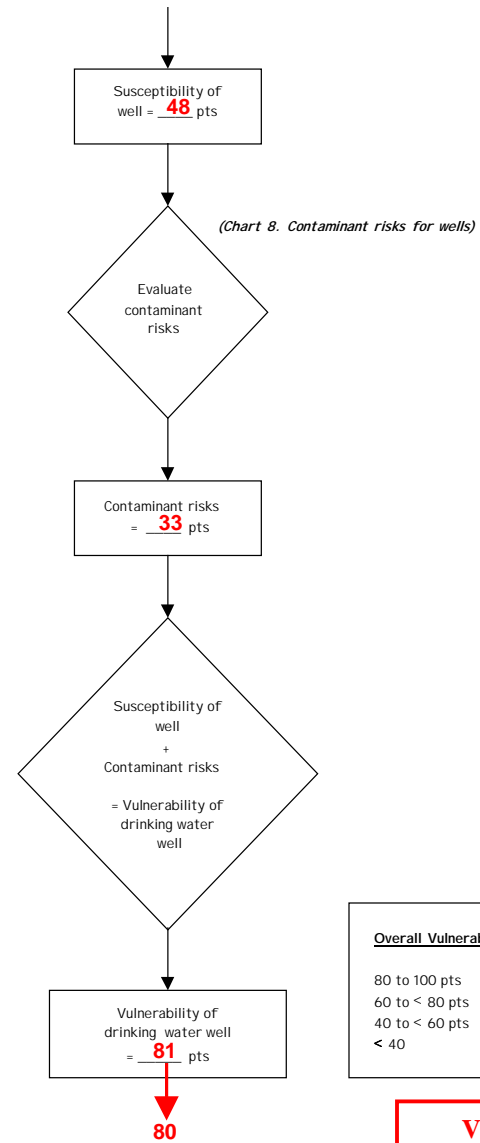 Susceptibility of
well = 48 pts
(Chart 8. Contaminant risks for wells)
Evaluate
contaminant
risks
Contaminant risks
= 33 pts
Susceptibility of
well
+
Contaminant risks
= Vulnerability of
drinking water
well
Overall
80 to 100 pts
60 to < 80 pts
40 to < 60 pts
< 40
Vulnerability of
drinking water well
= 81 pts
80
V